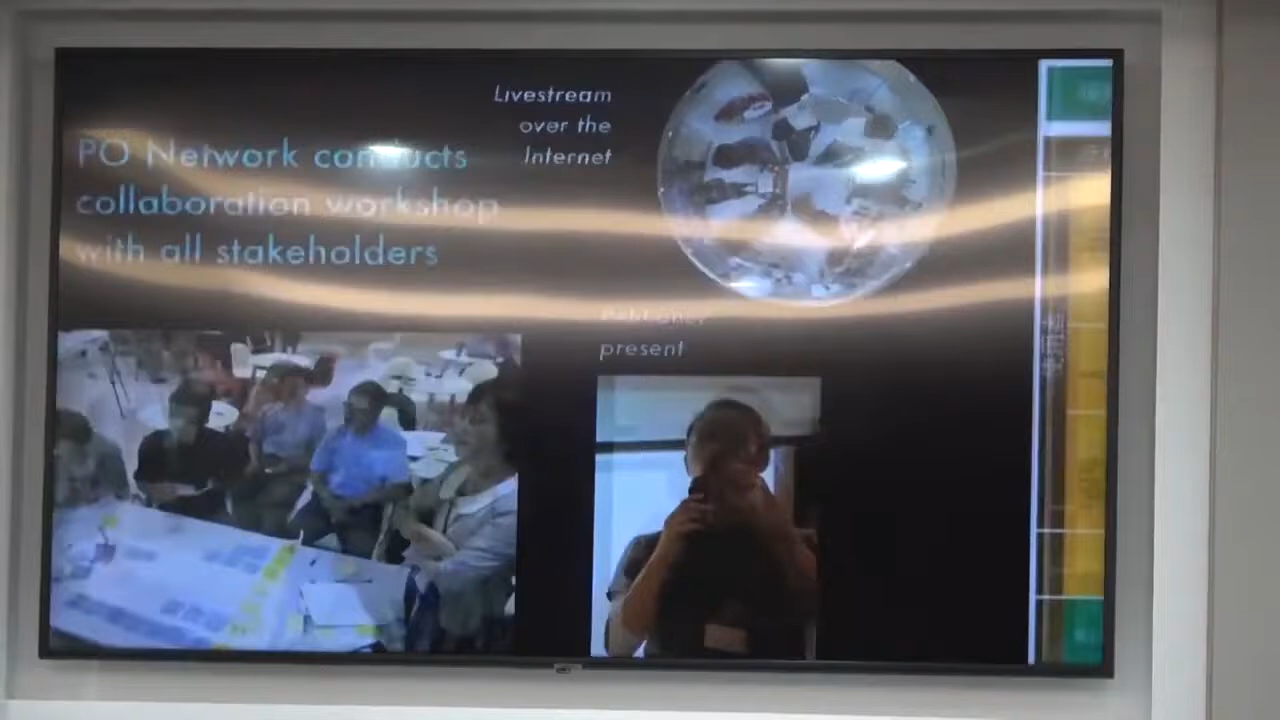 PO Network conducts
collaboration workshop
with all stakeholders
Livestream
over the
Internet
present